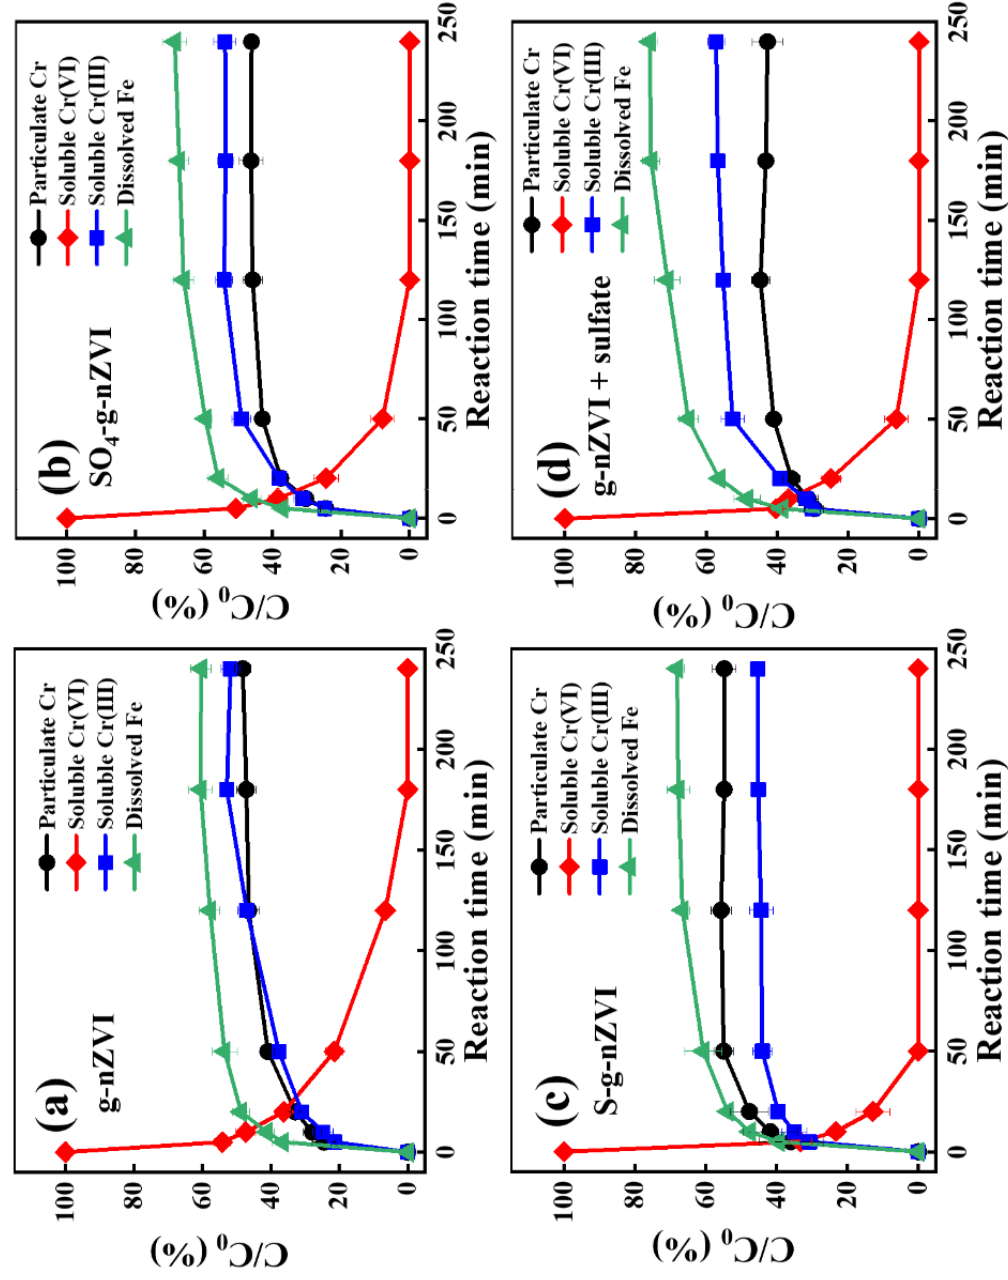 (a)
g-nZVI
Particulate Cr
Soluble Cr(VI)
Soluble Cr(III)
Dissolved Fe
C/C₀ (%)
100
80
60
40
20
0
0
50
100
150
200
250
Reaction time (min)
(b)
SO₄-g-nZVI
Particulate Cr
Soluble Cr(VI)
Soluble Cr(III)
Dissolved Fe
C/C₀ (%)
100
80
60
40
20
0
0
50
100
150
200
250
Reaction time (min)
(c)
S-g-nZVI
Particulate Cr
Soluble Cr(VI)
Soluble Cr(III)
Dissolved Fe
C/C₀ (%)
100
80
60
40
20
0
0
50
100
150
200
250
Reaction time (min)
(d)
g-nZVI + sulfate
Particulate Cr
Soluble Cr(VI)
Soluble Cr(III)
Dissolved Fe
C/C₀ (%)
100
80
60
40
20
0
0
50
100
150
200
250
Reaction time (min)